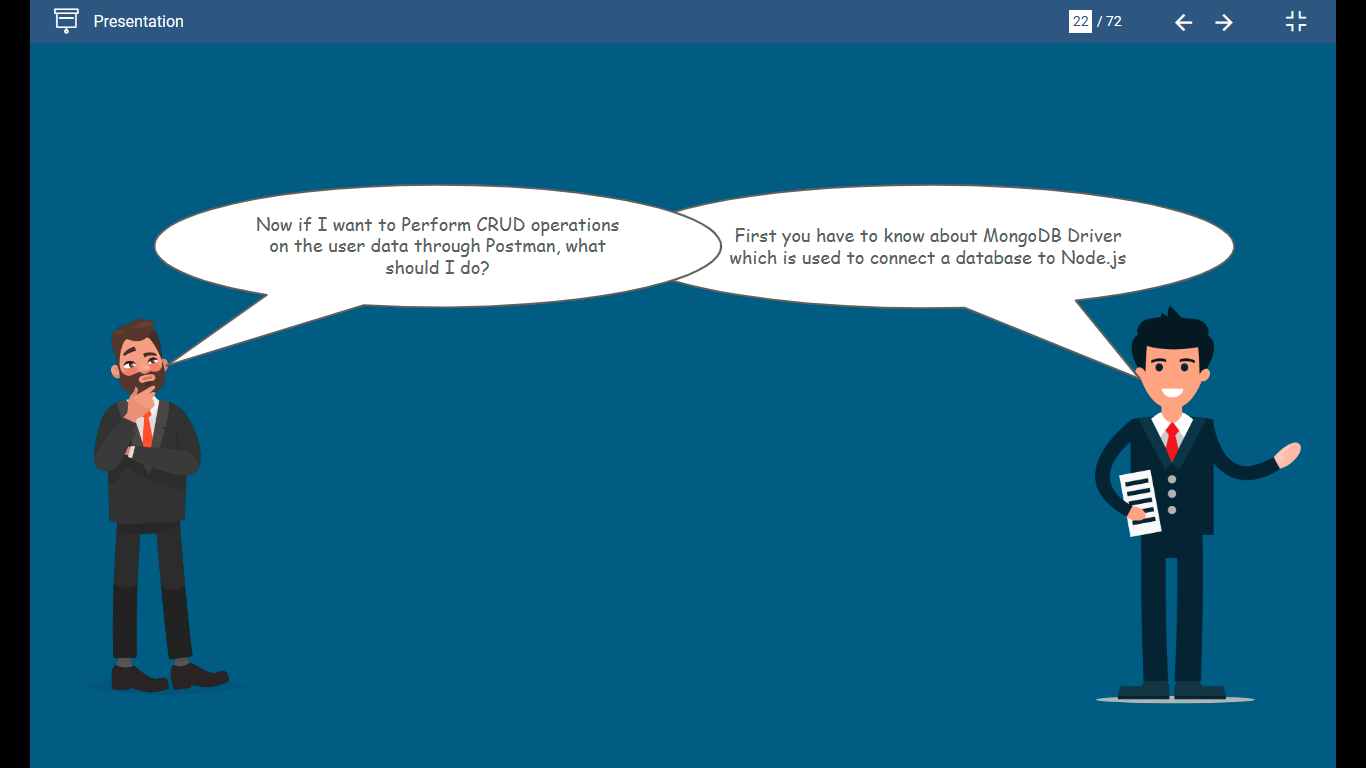 Presentation
22 / 72
Now if I want to Perform CRUD operations
on the user data through Postman, what
should I do?
First you have to know about MongoDB Driver
which is used to connect a database to Node.js